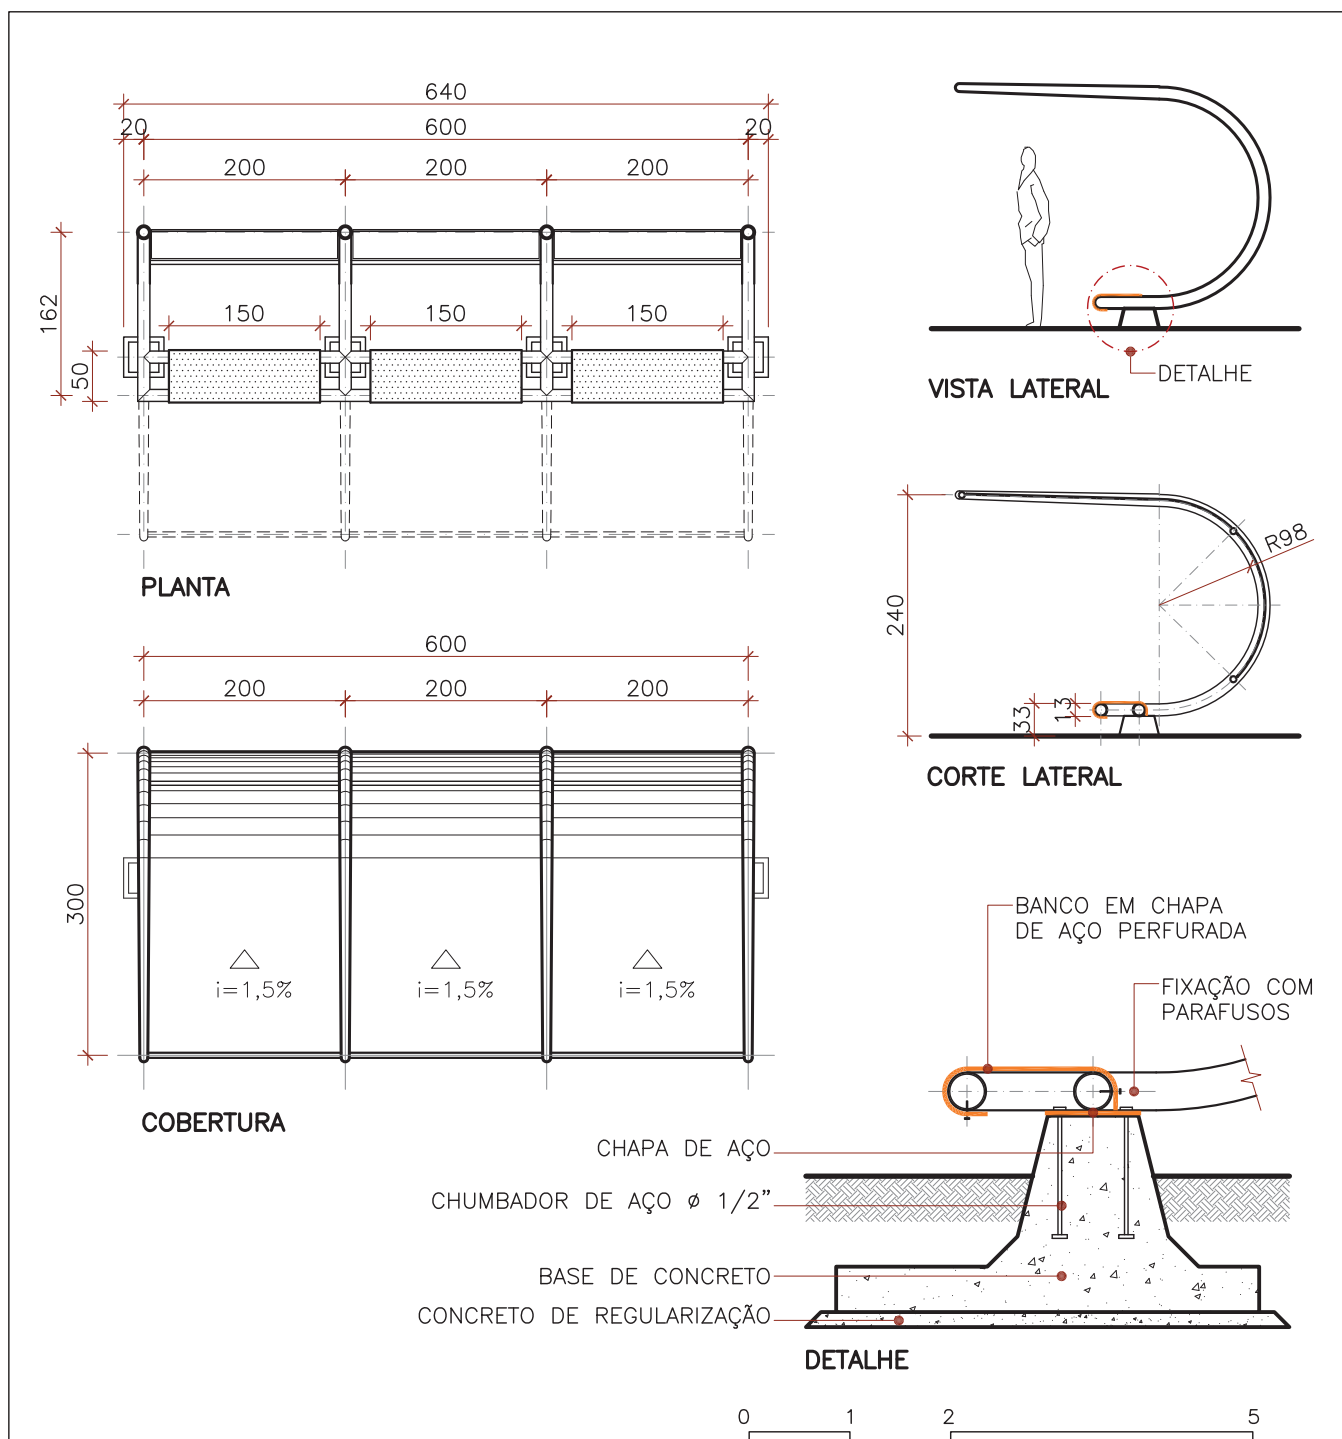 640
20 600 20
200 200 200
162
150 150 150
50
PLANTA
VISTA LATERAL
DETALHE
600
200 200 200
300
i=1,5% i=1,5% i=1,5%
COBERTURA
240
R98
33
13
CORTE LATERAL
BANCO EM CHAPA
DE AÇO PERFURADA
FIXAÇÃO COM
PARAFUSOS
CHAPA DE AÇO
CHUMBADOR DE AÇO ø 1/2”
BASE DE CONCRETO
CONCRETO DE REGULARIZAÇÃO
DETALHE
0 1 2 5